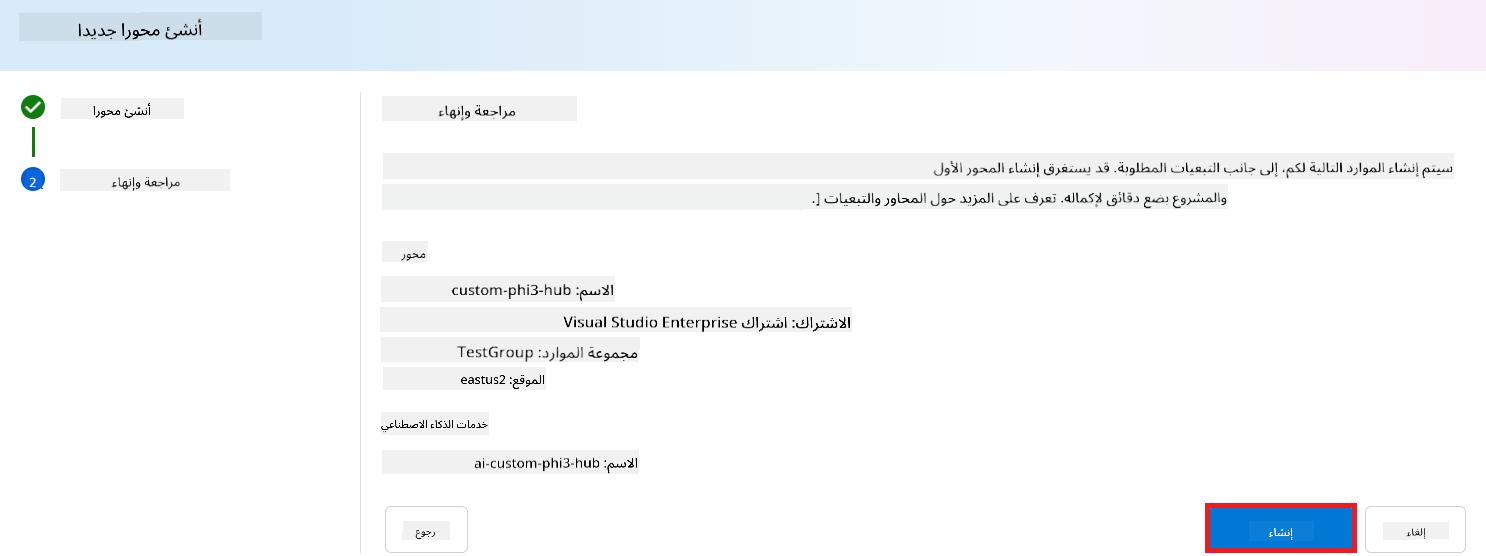 أنشئ محورا جديدا
أنشئ محورا
2
مراجعة وإنهاء
مراجعة وإنهاء
سيتم إنشاء الموارد التالية لكم، إلى جانب التبعيات المطلوبة. قد يستغرق إنشاء المحور الأول
والمشروع بضع دقائق لإكماله. تعرف على المزيد حول المحاور والتبعيات [.
محور
الاسم: custom-phi3-hub
الاشتراك: اشتراك Visual Studio Enterprise
مجموعة الموارد: TestGroup
الموقع: eastus2
خدمات الذكاء الاصطناعي
الاسم: ai-custom-phi3-hub
رجوع
إنشاء
إلغاء